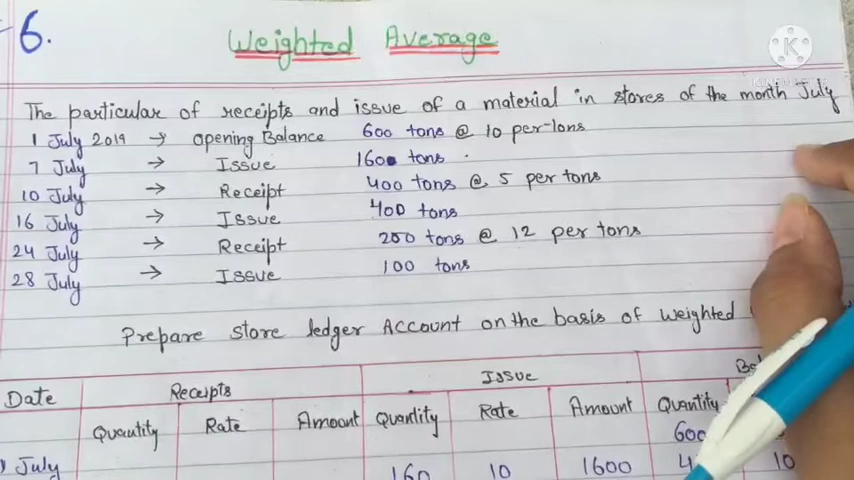 6.
Weighted Average
KINEMASTER
The particular of receipts and issue of a material in stores of the month July
1 July 2019 → opening Balance 600 tons @ 10 per tons
7 July → Issue 160 tons .
10 July → Receipt 400 tons @ 5 per tons
16 July → Issue 400 tons
24 July → Receipt 200 tons @ 12 per tons
28 July → Issue 100 tons
Prepare store ledger Account on the basis of weighted
Date Receipts Issue
Quantity Rate Amount Quantity Rate Amount Quantity
600
July 160 10 1600 10